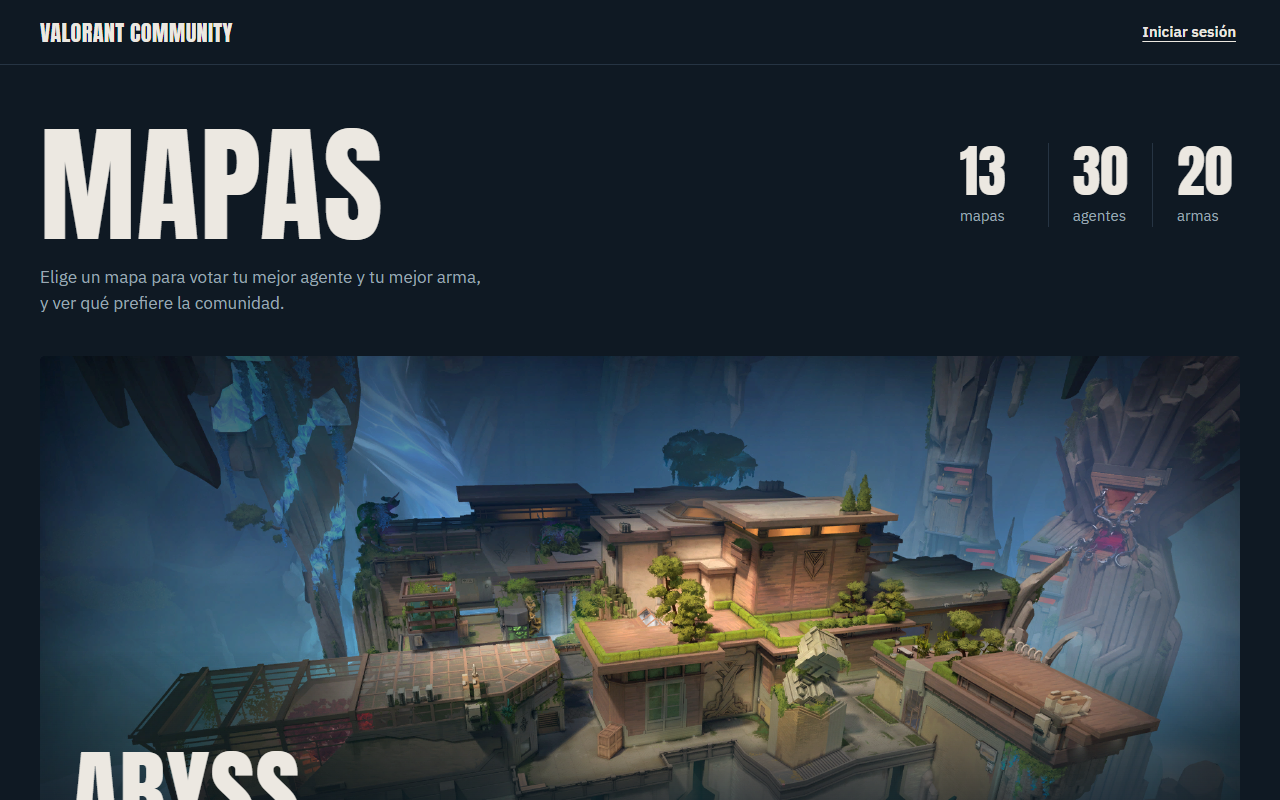 VALORANT COMMUNITY
Iniciar sesión
MAPAS
13
mapas
30
agentes
20
armas
Elige un mapa para votar tu mejor agente y tu mejor arma,
y ver qué prefiere la comunidad.
ABYSS